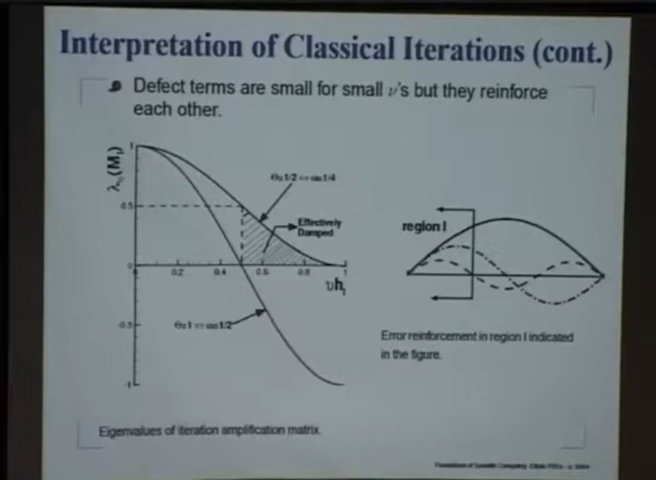 Interpretation of Classical Iterations (cont.)
Defect terms are small for small ν's but they reinforce
each other.
1
0.5
0
-0.5
1
0.2
0.4
0.6
0.8
1
Effectively
Damped
υh
region I
Error reinforcement in region I indicated
in the figure.
Eigenvalues of iteration amplification matrix.